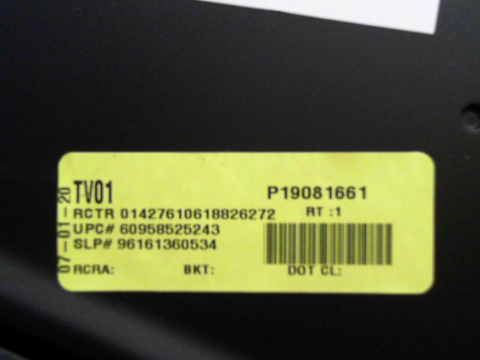 TV01
P19081661
RCTR 01427610618826272
RT :1
UPC# 60958525243
SLP# 96161360534
RCRA:
BKT:
DOT CL:
07-01-20